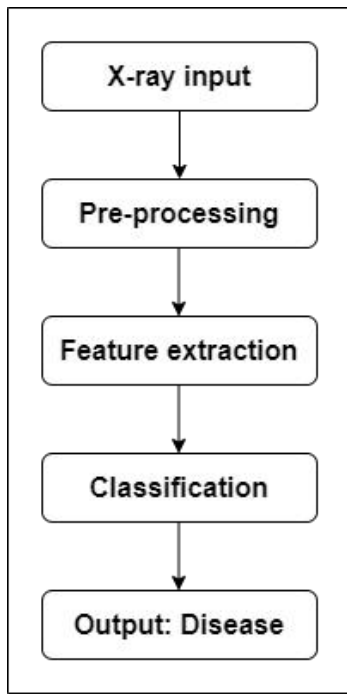 X-ray input
Pre-processing
Feature extraction
Classification
Output: Disease